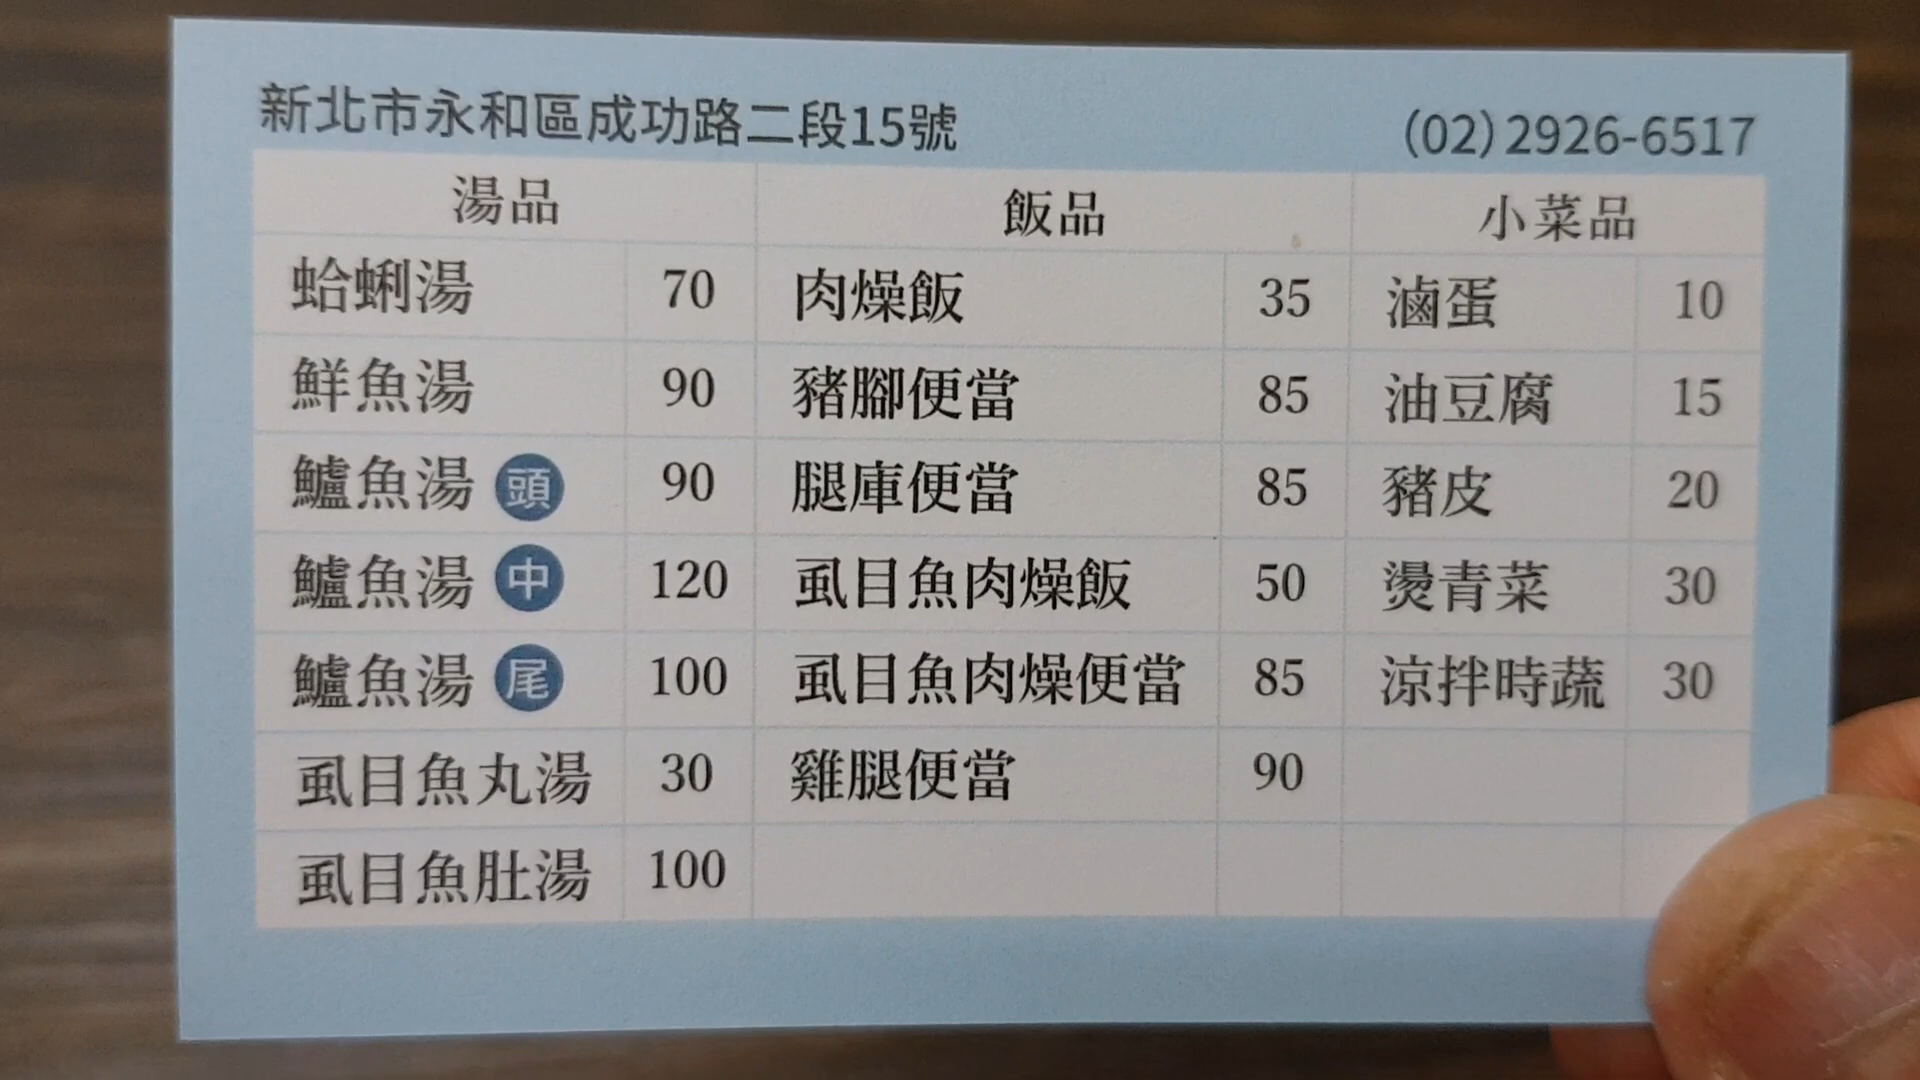 新北市永和區成功路二段15號 (02)2926-6517
湯品 飯品 小菜品
蛤蜊湯 70 肉燥飯 35 滷蛋 10
鮮魚湯 90 豬腳便當 85 油豆腐 15
鱸魚湯 頭 90 腿庫便當 85 豬皮 20
鱸魚湯 中 120 虱目魚肉燥飯 50 燙青菜 30
鱸魚湯 尾 100 虱目魚肉燥便當 85 涼拌時蔬 30
虱目魚丸湯 30 雞腿便當 90
虱目魚肚湯 100